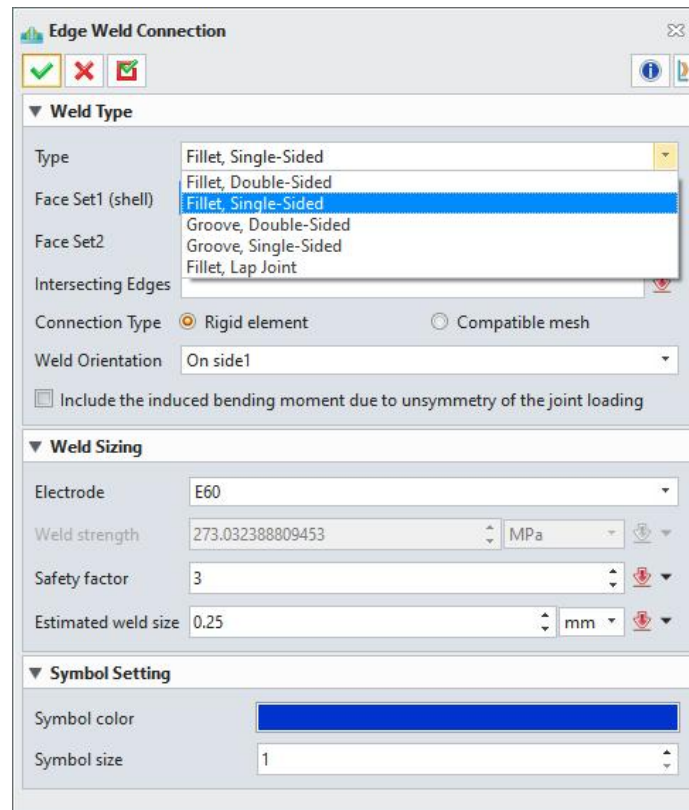 Edge Weld Connection
Weld Type
Type Fillet, Single-Sided
Fillet, Double-Sided
Face Set1 (shell) Fillet, Single-Sided
Groove, Double-Sided
Face Set2 Groove, Single-Sided
Fillet, Lap Joint
Intersecting Edges
Connection Type Rigid element Compatible mesh
Weld Orientation On side1
Include the induced bending moment due to unsymmetry of the joint loading
Weld Sizing
Electrode E60
Weld strength 273.032388809453 MPa
Safety factor 3
Estimated weld size 0.25 mm
Symbol Setting
Symbol color
Symbol size 1